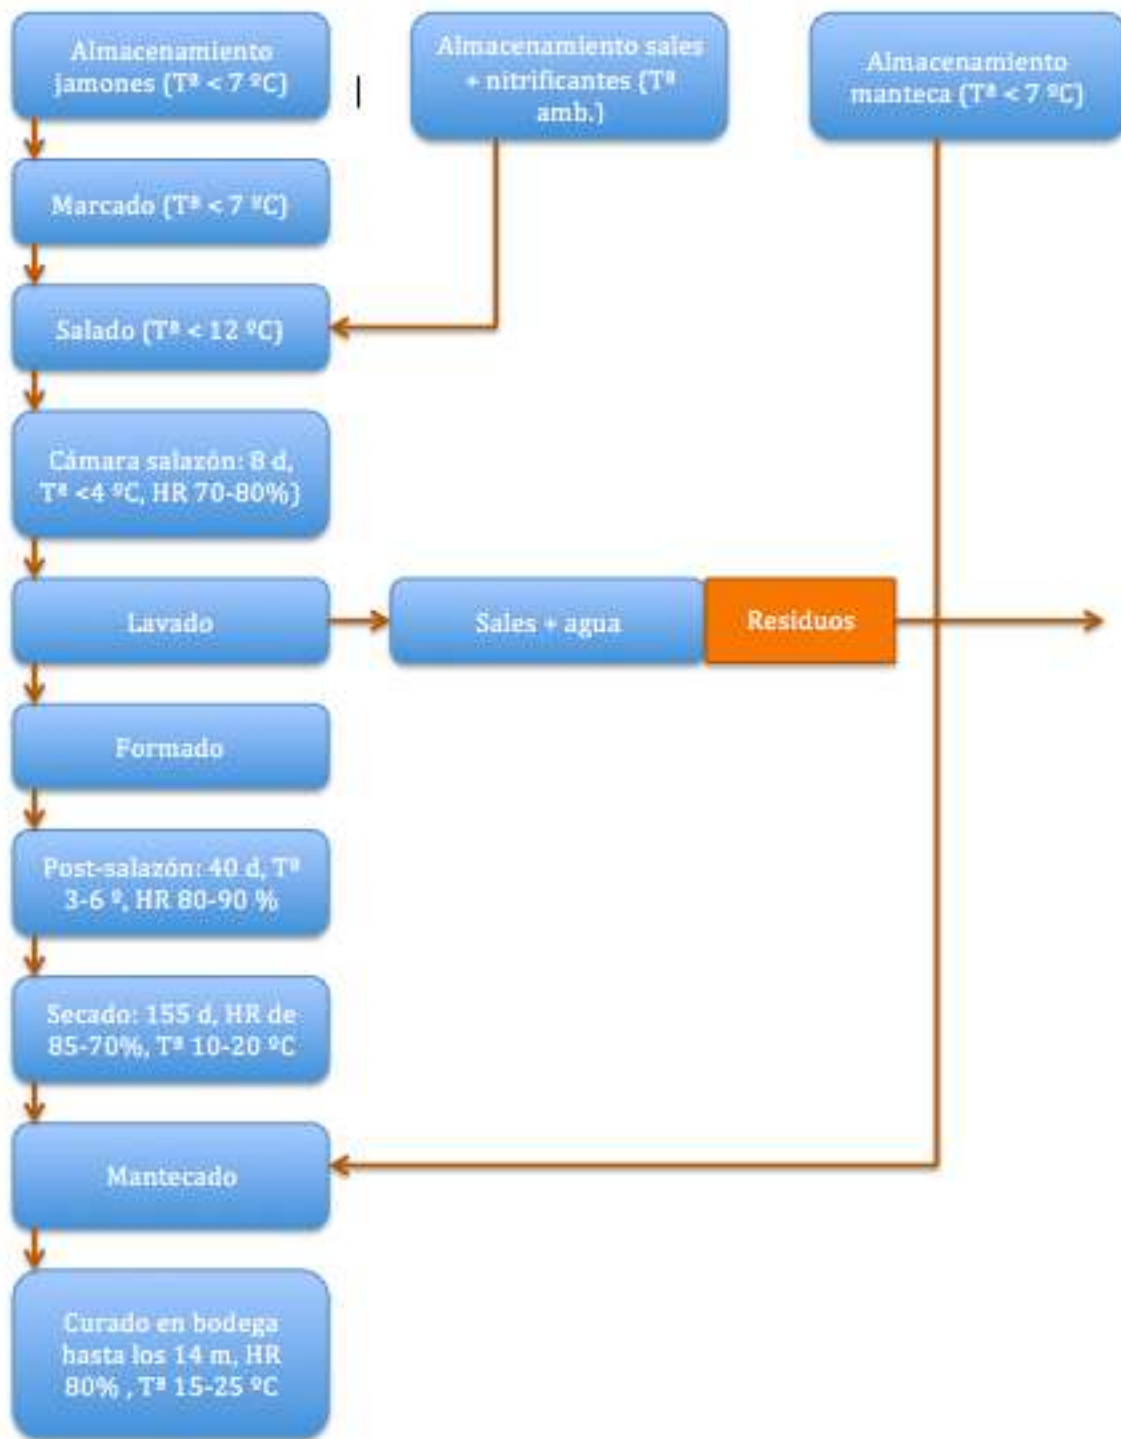 Almacenamiento
jamones (Tª < 7 ºC)
Almacenamiento sales
+ nitrificantes (Tª
amb.)
Almacenamiento
manteca (Tª < 7 ºC)
Marcado (Tª < 7 ºC)
Salado (Tª < 12 ºC)
Cámara salazón: 8 d,
Tª <4 ºC, HR 70-80%)
Lavado
Sales + agua
Residuos
Formado
Post-salazón: 40 d, Tª
3-6 º, HR 80-90 %
Secado: 155 d, HR de
85-70%, Tª 10-20 ºC
Mantecado
Curado en bodega
hasta los 14 m, HR
80% , Tª 15-25 ºC